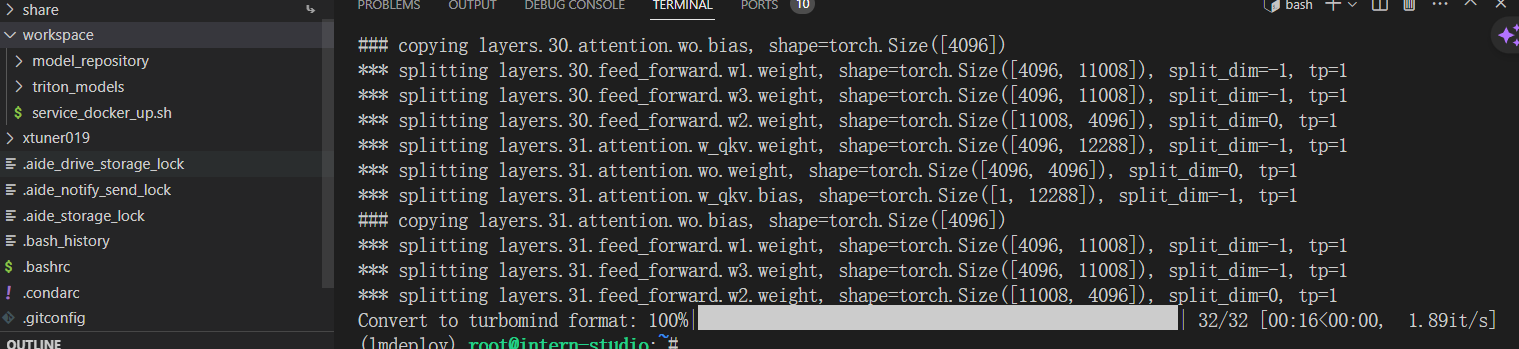 share
workspace
model_repository
triton_models
$ service_docker_up.sh
xtuner019
.aide_drive_storage_lock
.aide_notify_send_lock
.aide_storage_lock
.bash_history
$ .bashrc
! .condarc
.gitconfig
OUTLINE
PROBLEMS OUTPUT DEBUG CONSOLE TERMINAL PORTS 10 bash
### copying layers.30.attention.wo.bias, shape=torch.Size([4096])
*** splitting layers.30.feed_forward.w1.weight, shape=torch.Size([4096, 11008]), split_dim=-1, tp=1
*** splitting layers.30.feed_forward.w3.weight, shape=torch.Size([4096, 11008]), split_dim=-1, tp=1
*** splitting layers.30.feed_forward.w2.weight, shape=torch.Size([11008, 4096]), split_dim=0, tp=1
*** splitting layers.31.attention.w_qkv.weight, shape=torch.Size([4096, 12288]), split_dim=-1, tp=1
*** splitting layers.31.attention.wo.weight, shape=torch.Size([4096, 4096]), split_dim=0, tp=1
*** splitting layers.31.attention.w_qkv.bias, shape=torch.Size([1, 12288]), split_dim=-1, tp=1
### copying layers.31.attention.wo.bias, shape=torch.Size([4096])
*** splitting layers.31.feed_forward.w1.weight, shape=torch.Size([4096, 11008]), split_dim=-1, tp=1
*** splitting layers.31.feed_forward.w3.weight, shape=torch.Size([4096, 11008]), split_dim=-1, tp=1
*** splitting layers.31.feed_forward.w2.weight, shape=torch.Size([11008, 4096]), split_dim=0, tp=1
Convert to turbomind format: 100%| | 32/32 [00:16<00:00, 1.89it/s]
(lmdeploy) root@intern-studio:~#